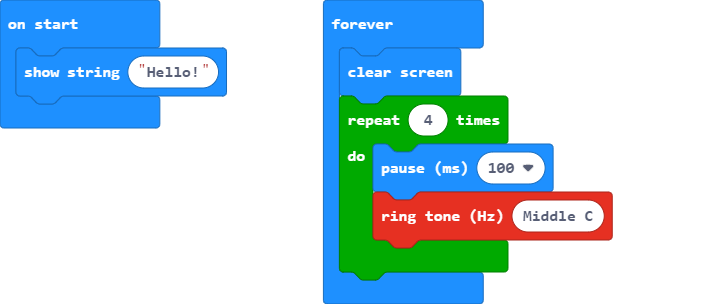 on start
show string "Hello!"
forever
clear screen
repeat 4 times
do
pause (ms) 100
ring tone (Hz) Middle C